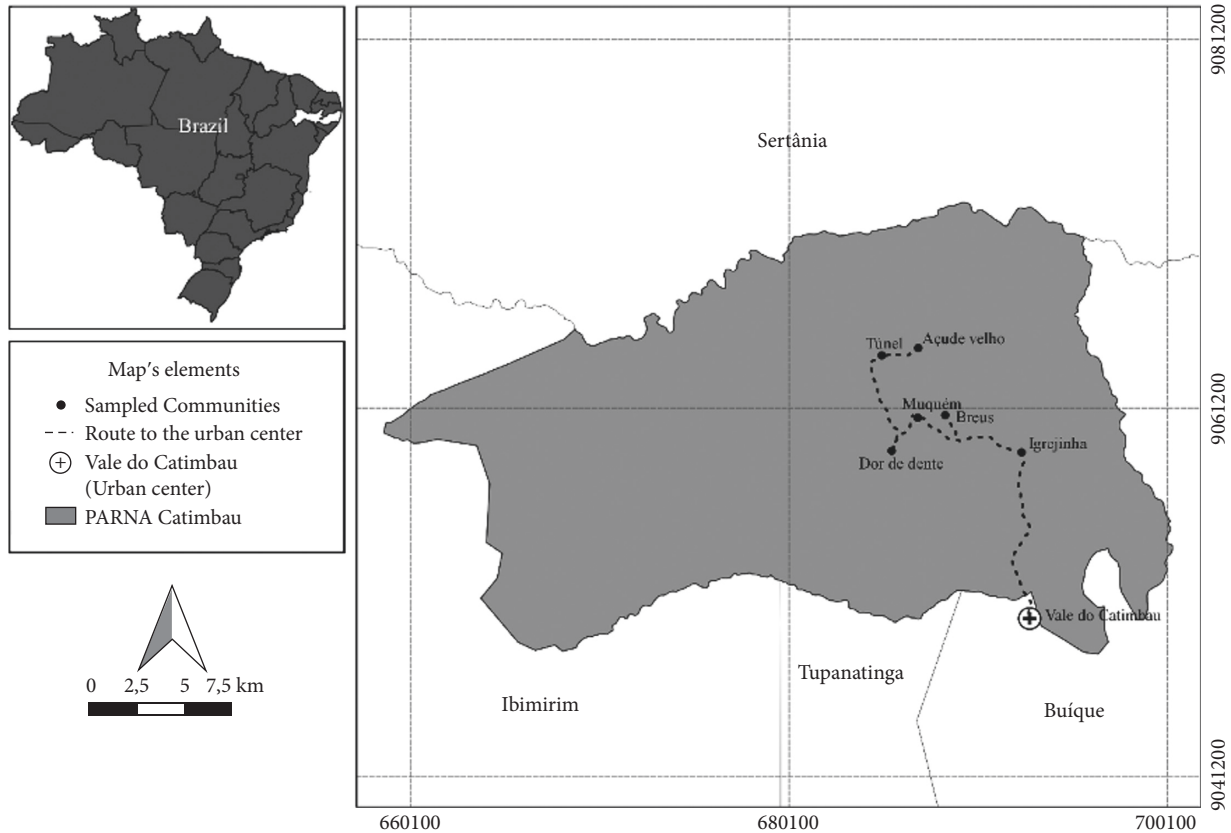 Brazil
Map's elements
Sampled Communities
Route to the urban center
Vale do Catimbau
(Urban center)
PARNA Catimbau
0 2,5 5 7,5 km
Sertânia
Túnel
Açude velho
Muquém
Breus
Dor de dente
Igrejinha
Vale do Catimbau
Tupanatinga
Ibimirim
Buíque
9081200
9061200
9041200
660100
680100
700100